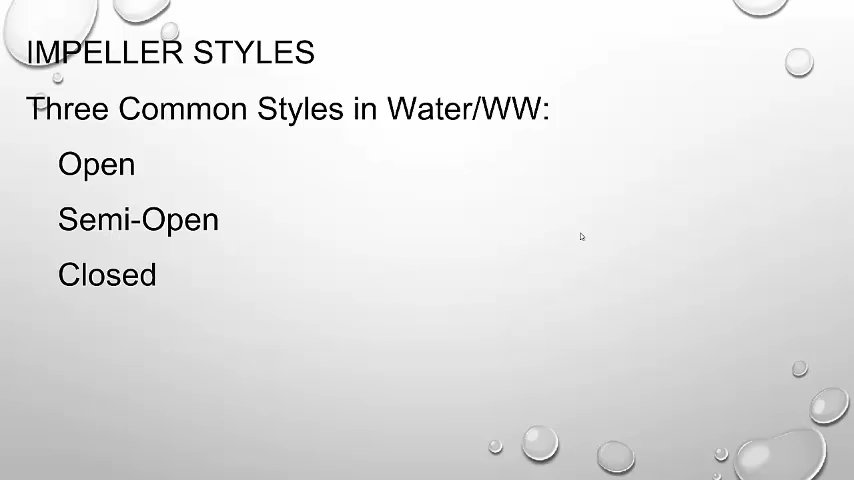 IMPELLER STYLES
Three Common Styles in Water/WW:
Open
Semi-Open
Closed